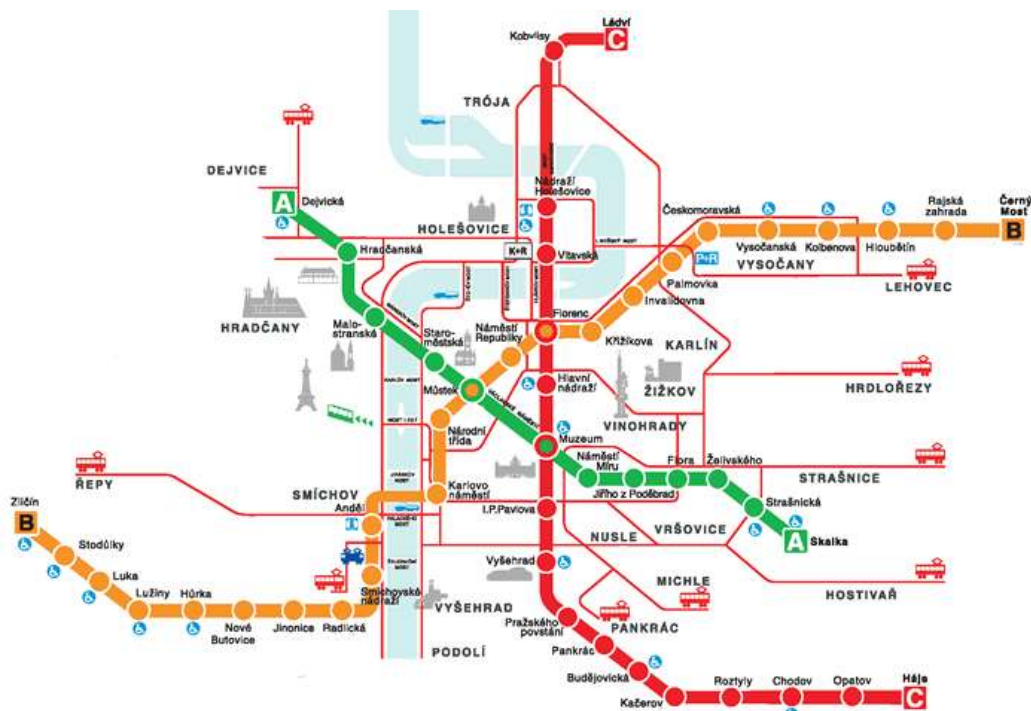 Ládví
C
Kobylisy
TRÓJA
DEJVICE
A
Dejvická
Nádraží
Holešovice
Českomoravská
Rajská
zahrada
Černý
Most
B
HOLEŠOVICE
Hradčanská
K+R
Vltavská
P+R
Vysočanská
Kolbenova
Hloubětín
VYSOČANY
Palmovka
LEHOVEC
Invalidovna
HRADČANY
Malo-
stranská
Staro-
městská
Náměstí
Republiky
Florenc
Křižíkova
KARLÍN
Můstek
Hlavní
nádraží
ŽIŽKOV
HRDLOŘEZY
VINOHRADY
Národní
třída
Muzeum
Náměstí
Míru
Flora
Želivského
STRAŠNICE
Jiřího z Poděbrad
ŘEPY
Zličín
B
SMÍCHOV
Anděl
Karlovo
náměstí
I.P.Pavlova
VRŠOVICE
Strašnická
A
Skalka
NUSLE
Stodůlky
Luka
Lužiny
Hůrka
Nové
Butovice
Jinonice
Radlická
Smíchovské
nádraží
VYŠEHRAD
Vyšehrad
MICHLE
HOSTIVAŘ
PODOLÍ
Pražského
povstání
PANKRÁC
Pankrác
Budějovická
Kačerov
Roztyly
Chodov
Opatov
Háje
C